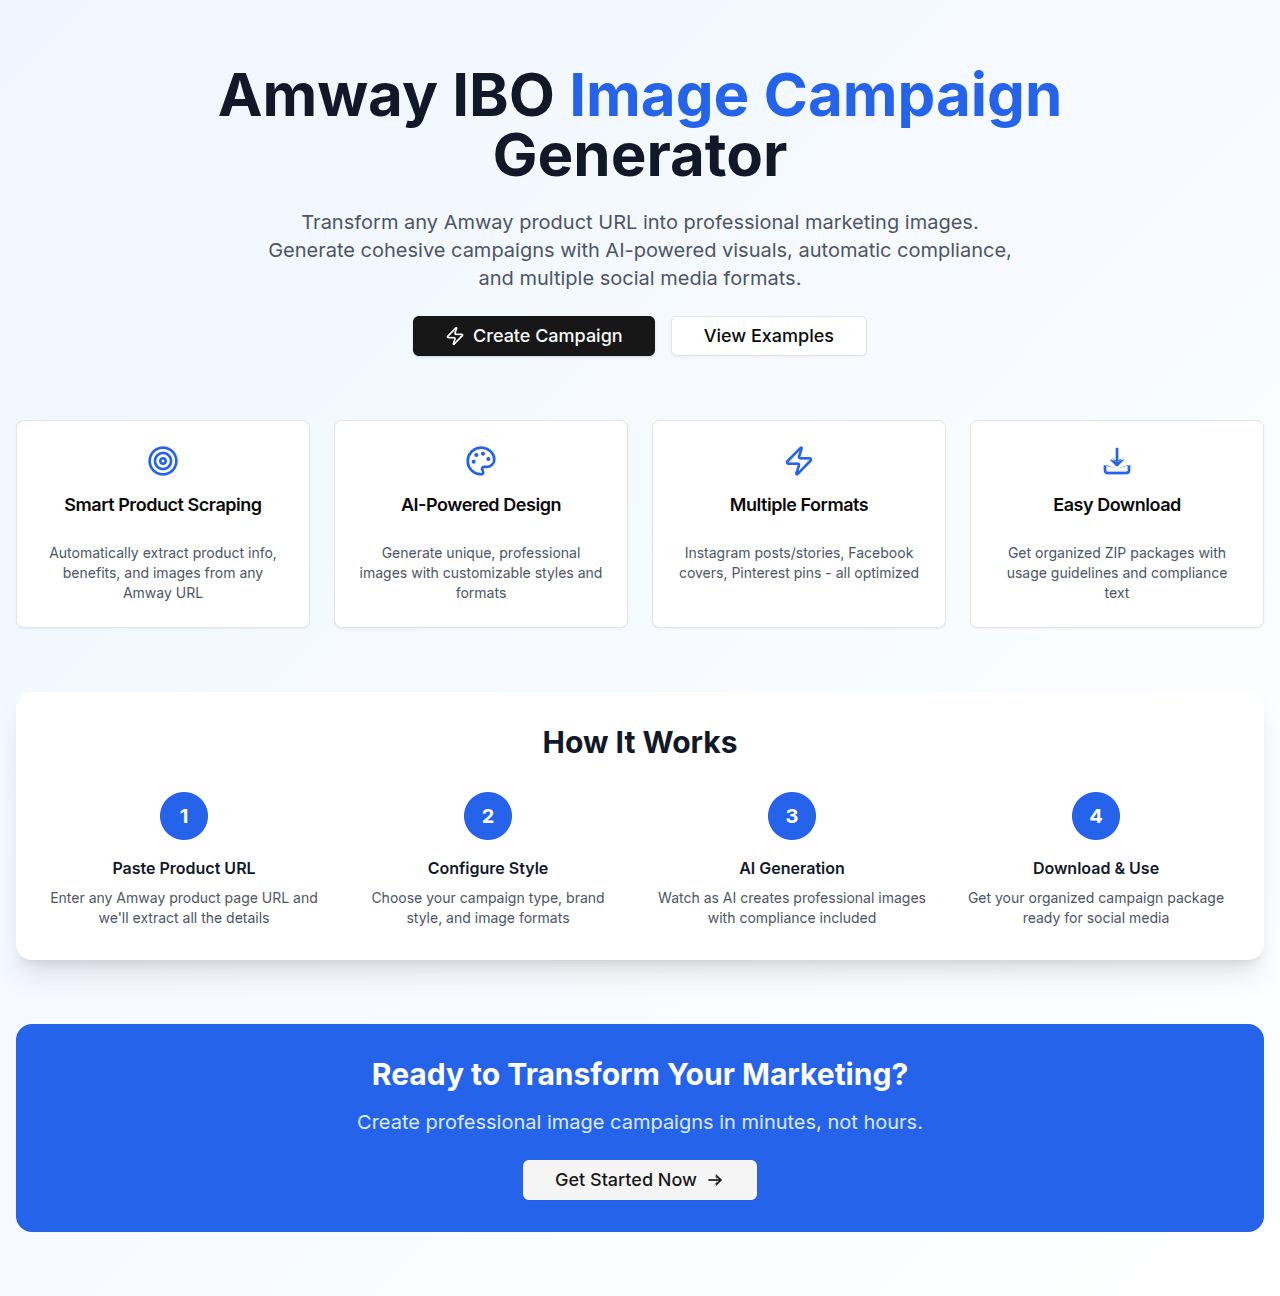 Amway IBO Image Campaign
Generator
Transform any Amway product URL into professional marketing images.
Generate cohesive campaigns with AI-powered visuals, automatic compliance,
and multiple social media formats.
Create Campaign
View Examples
Smart Product Scraping
Automatically extract product info,
benefits, and images from any
Amway URL
AI-Powered Design
Generate unique, professional
images with customizable styles and
formats
Multiple Formats
Instagram posts/stories, Facebook
covers, Pinterest pins - all optimized
Easy Download
Get organized ZIP packages with
usage guidelines and compliance
text
How It Works
1
Paste Product URL
Enter any Amway product page URL and
we'll extract all the details
2
Configure Style
Choose your campaign type, brand
style, and image formats
3
AI Generation
Watch as AI creates professional images
with compliance included
4
Download & Use
Get your organized campaign package
ready for social media
Ready to Transform Your Marketing?
Create professional image campaigns in minutes, not hours.
Get Started Now